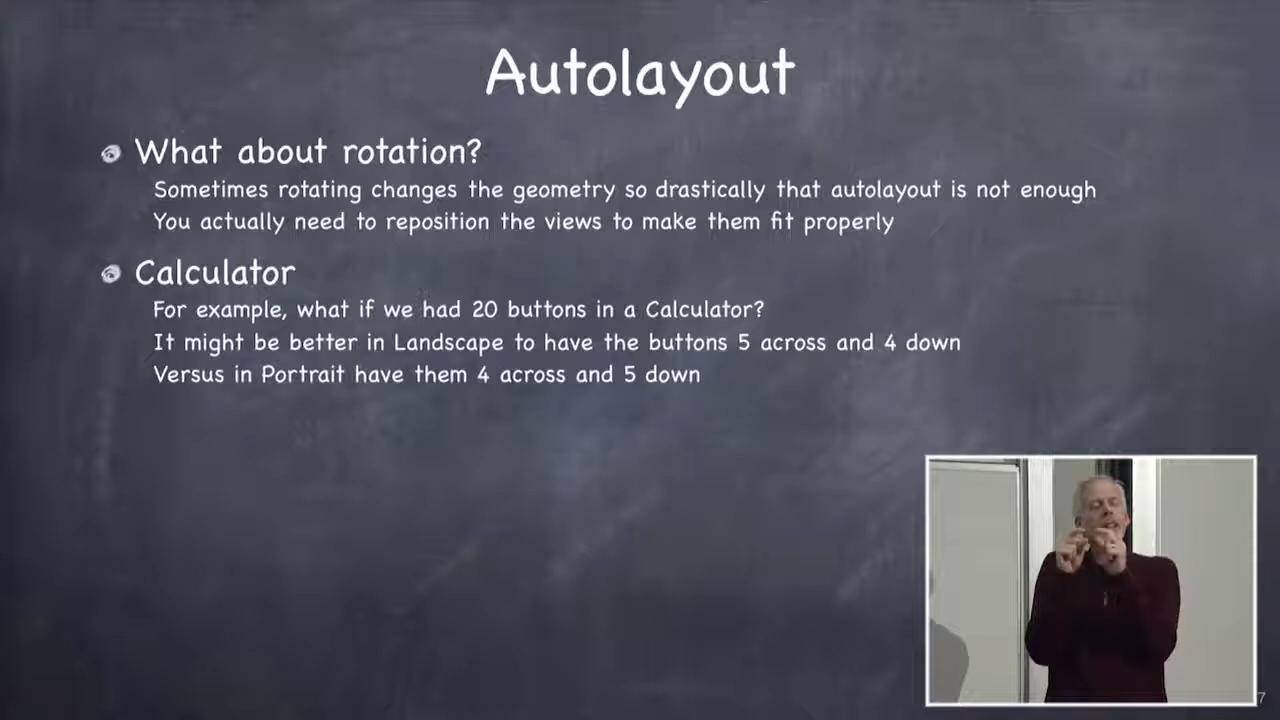 Autolayout
What about rotation?
Sometimes rotating changes the geometry so drastically that autolayout is not enough
You actually need to reposition the views to make them fit properly
Calculator
For example, what if we had 20 buttons in a Calculator?
It might be better in Landscape to have the buttons 5 across and 4 down
Versus in Portrait have them 4 across and 5 down
7